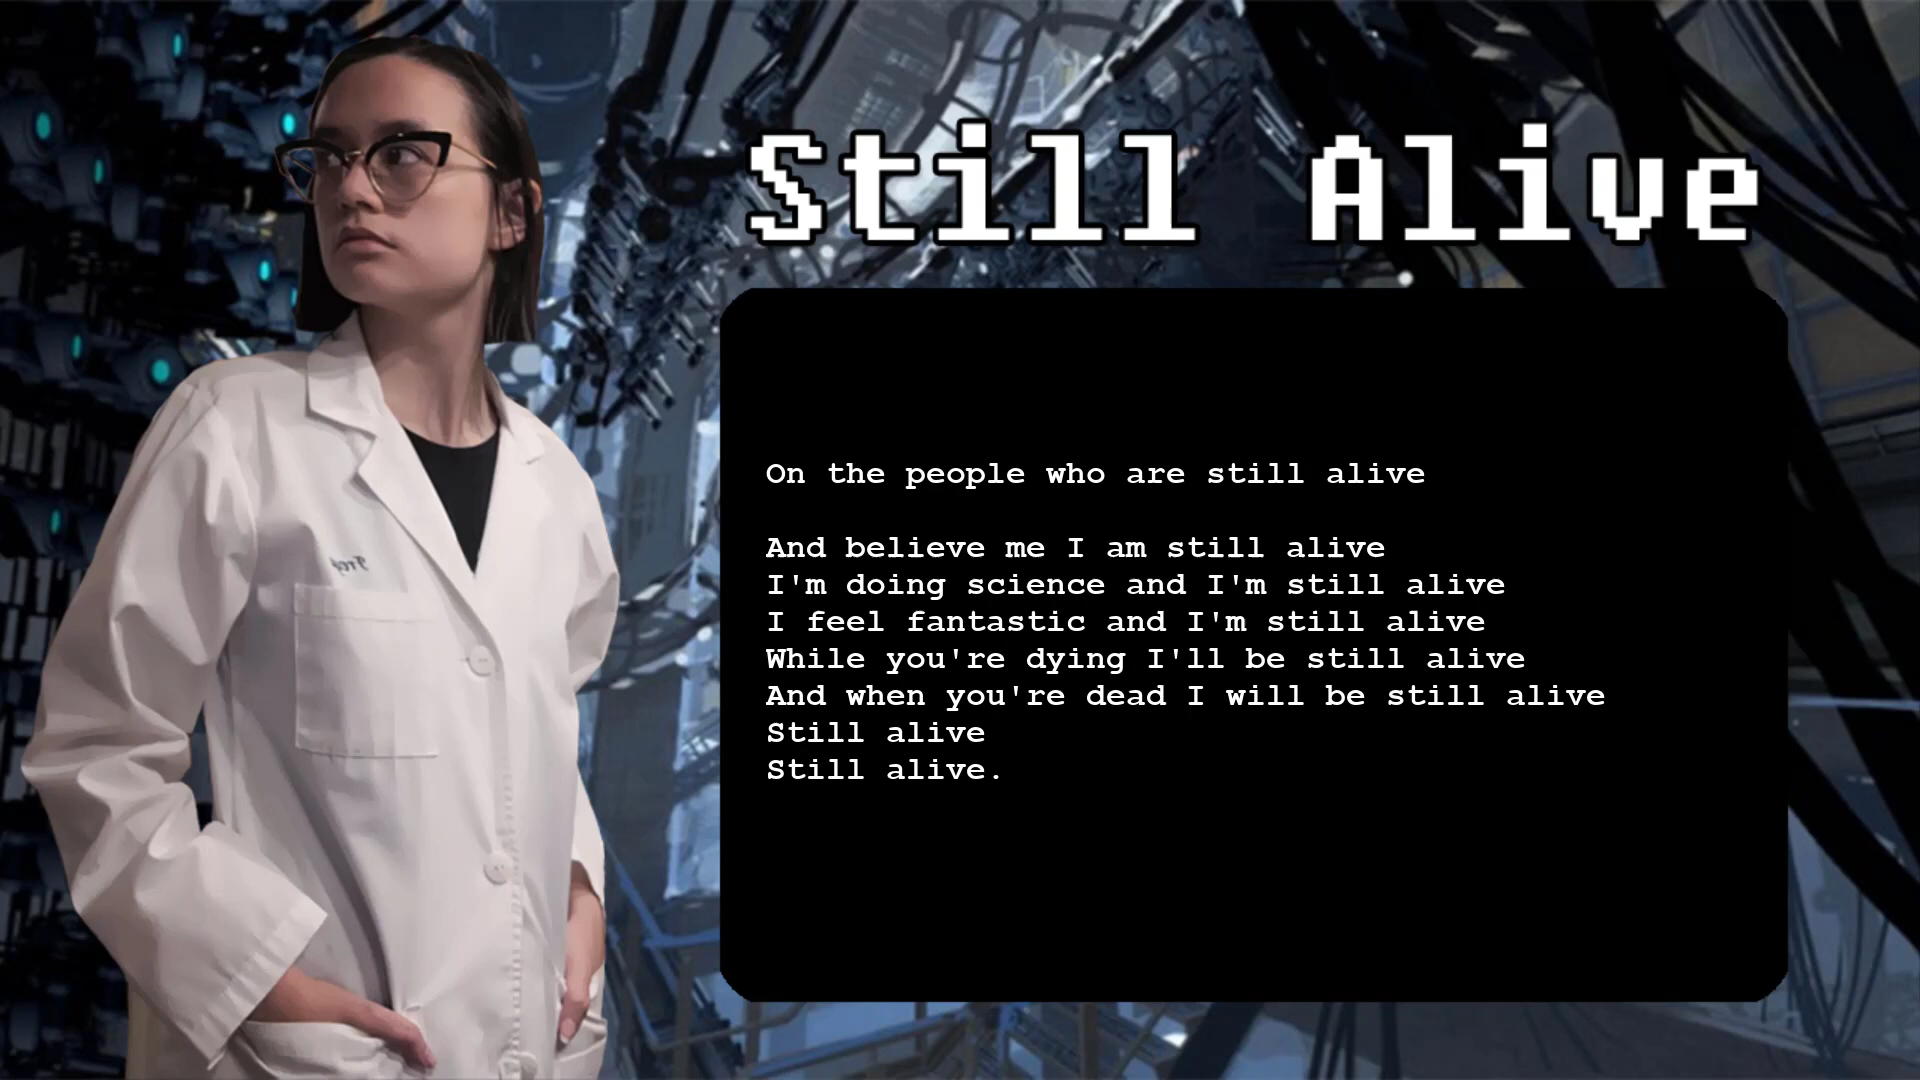 Still Alive
On the people who are still alive
And believe me I am still alive
I'm doing science and I'm still alive
I feel fantastic and I'm still alive
While you're dying I'll be still alive
And when you're dead I will be still alive
Still alive
Still alive.